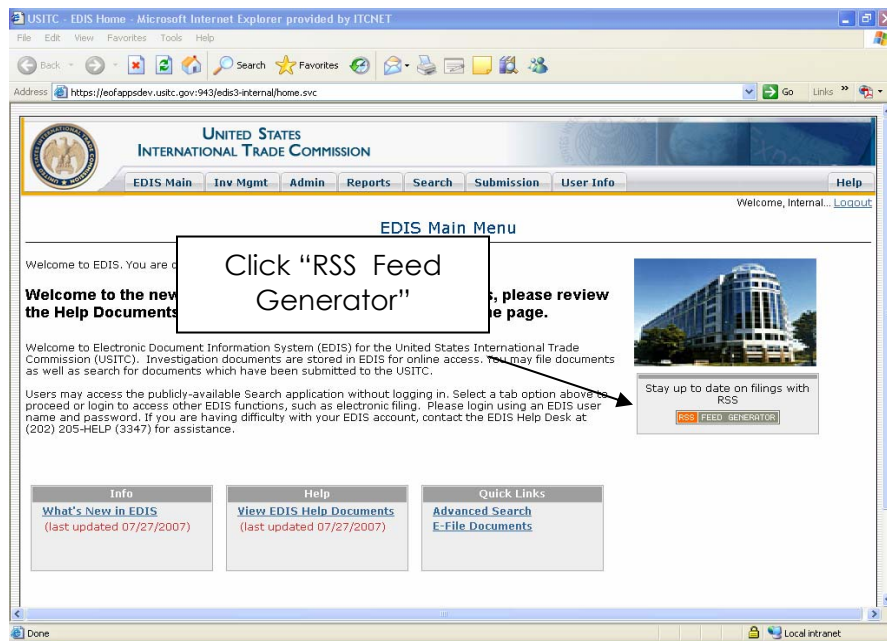 USITC - EDIS Home - Microsoft Internet Explorer provided by ITCNET
File Edit View Favorites Tools Help
Back Search Favorites
Address https://eofappsdev.usitc.gov:943/edis3-internal/home.svc Go Links »
UNITED STATES
INTERNATIONAL TRADE COMMISSION
EDIS Main Inv Mgmt Admin Reports Search Submission User Info Help
Welcome, Internal... Logout
EDIS Main Menu
Click “RSS Feed
Generator”
Welcome to EDIS. You are
Welcome to the new s, please review
the Help Documents e page.
Welcome to Electronic Document Information System (EDIS) for the United States International Trade
Commission (USITC). Investigation documents are stored in EDIS for online access. You may file documents
as well as search for documents which have been submitted to the USITC.
Users may access the publicly-available Search application without logging in. Select a tab option above to
proceed or login to access other EDIS functions, such as electronic filing. Please login using an EDIS user
name and password. If you are having difficulty with your EDIS account, contact the EDIS Help Desk at
(202) 205-HELP (3347) for assistance.
Stay up to date on filings with
RSS
RSS FEED GENERATOR
Info
What's New in EDIS
(last updated 07/27/2007)
Help
View EDIS Help Documents
(last updated 07/27/2007)
Quick Links
Advanced Search
E-File Documents
Done Local intranet